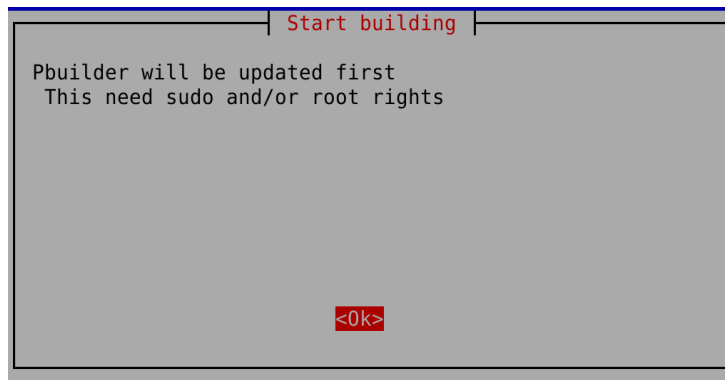 Start building
Pbuilder will be updated first
This need sudo and/or root rights
<Ok>